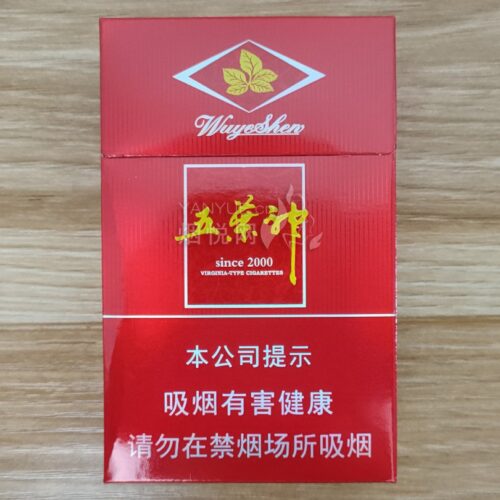 WuyeShen
五葉神
since 2000
VIRGINIA-TYPE CIGARETTES
本公司提示
吸烟有害健康
请勿在禁烟场所吸烟